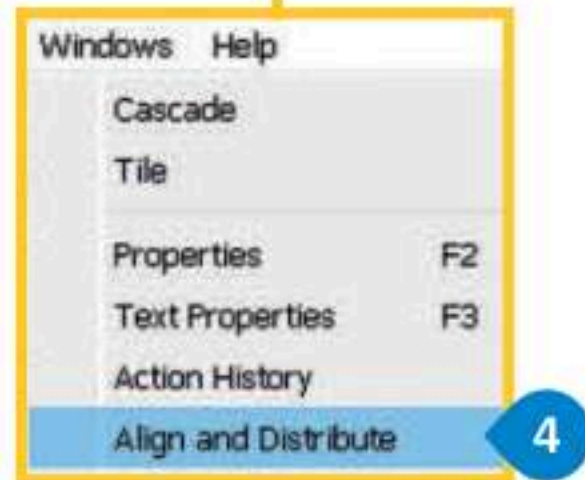 Windows Help
Cascade
Tile
Properties F2
Text Properties F3
Action History
Align and Distribute 4